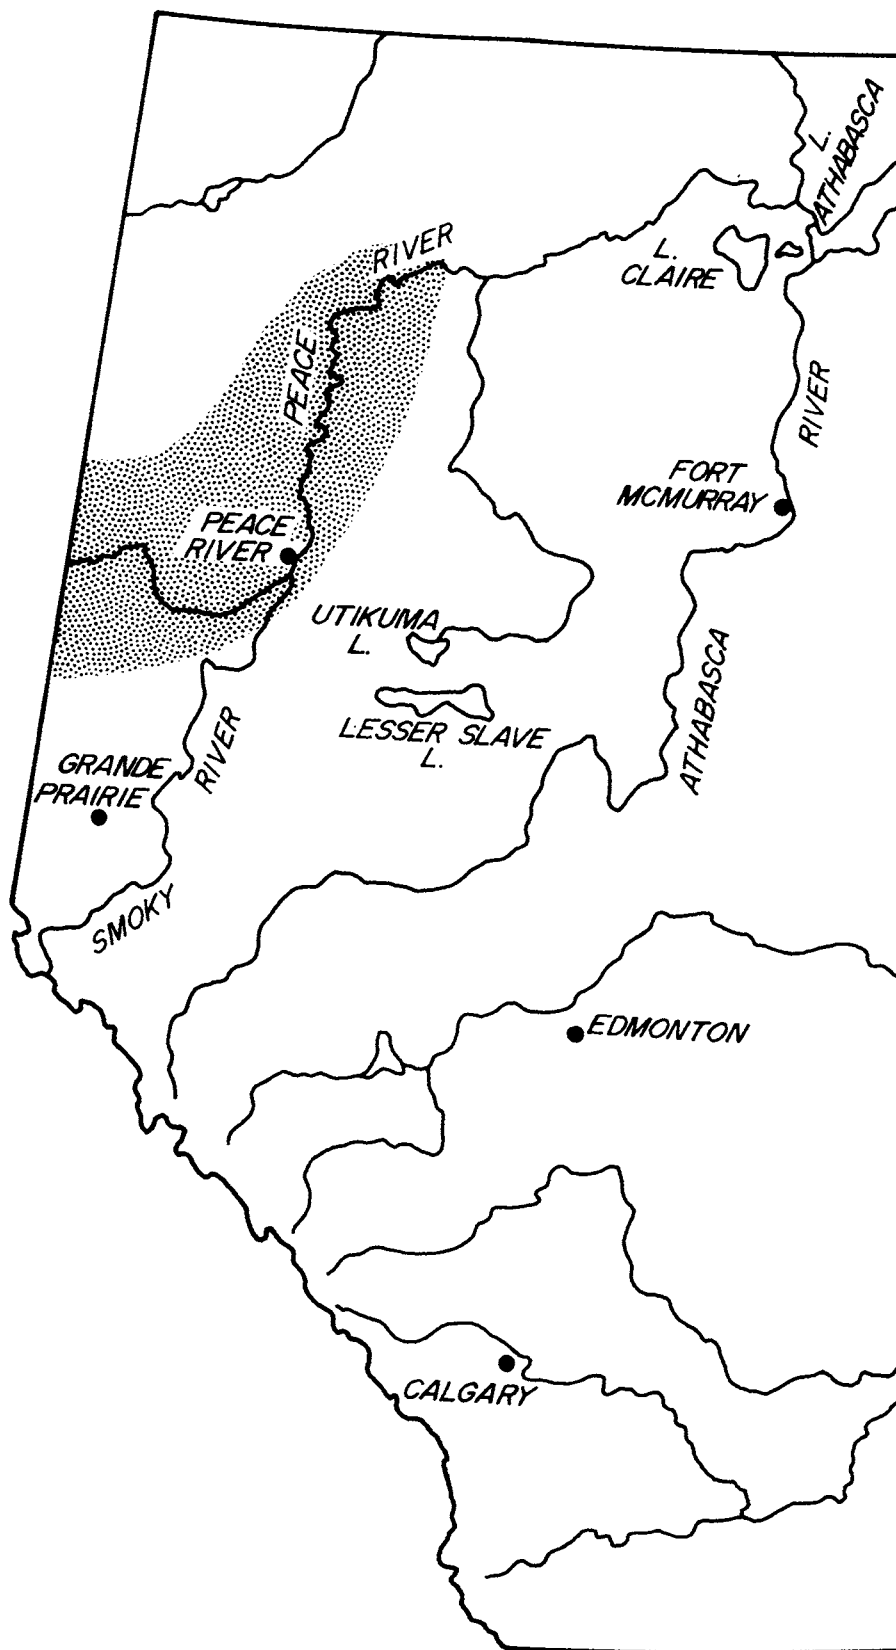 L.
ATHABASCA
RIVER
L.
CLAIRE
PEACE
RIVER
FORT
MCMURRAY
PEACE
RIVER
UTIKUMA
L.
ATHABASCA
LESSER SLAVE
L.
RIVER
GRANDE
PRAIRIE
SMOKY
EDMONTON
CALGARY